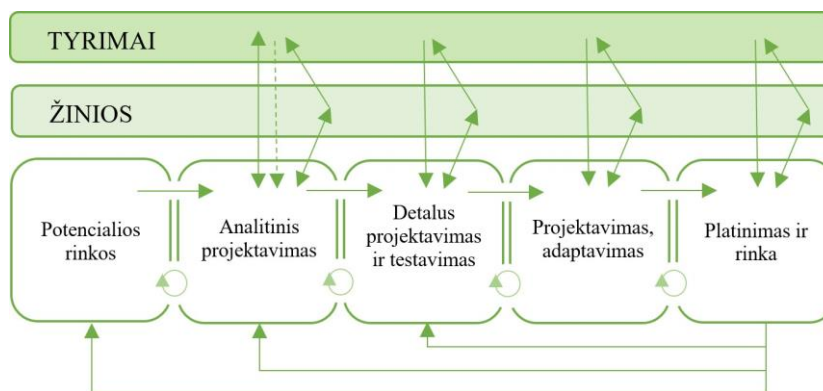 TYRIMAI
ŽINIOS
Potencialios
rinkos
Analitinis
projektavimas
Detalus
projektavimas
ir testavimas
Projektavimas,
adaptavimas
Platinimas ir
rinka